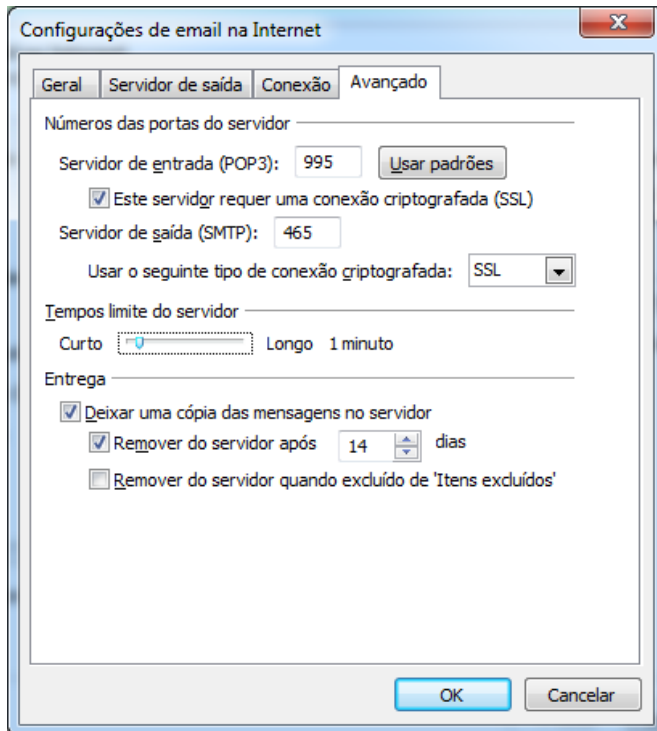 Configurações de email na Internet
Geral Servidor de saída Conexão Avançado
Números das portas do servidor
Servidor de entrada (POP3): 995 Usar padrões
Este servidor requer uma conexão criptografada (SSL)
Servidor de saída (SMTP): 465
Usar o seguinte tipo de conexão criptografada: SSL
Tempos limite do servidor
Curto Longo 1 minuto
Entrega
Deixar uma cópia das mensagens no servidor
Remover do servidor após 14 dias
Remover do servidor quando excluído de 'Itens excluídos'
OK Cancelar